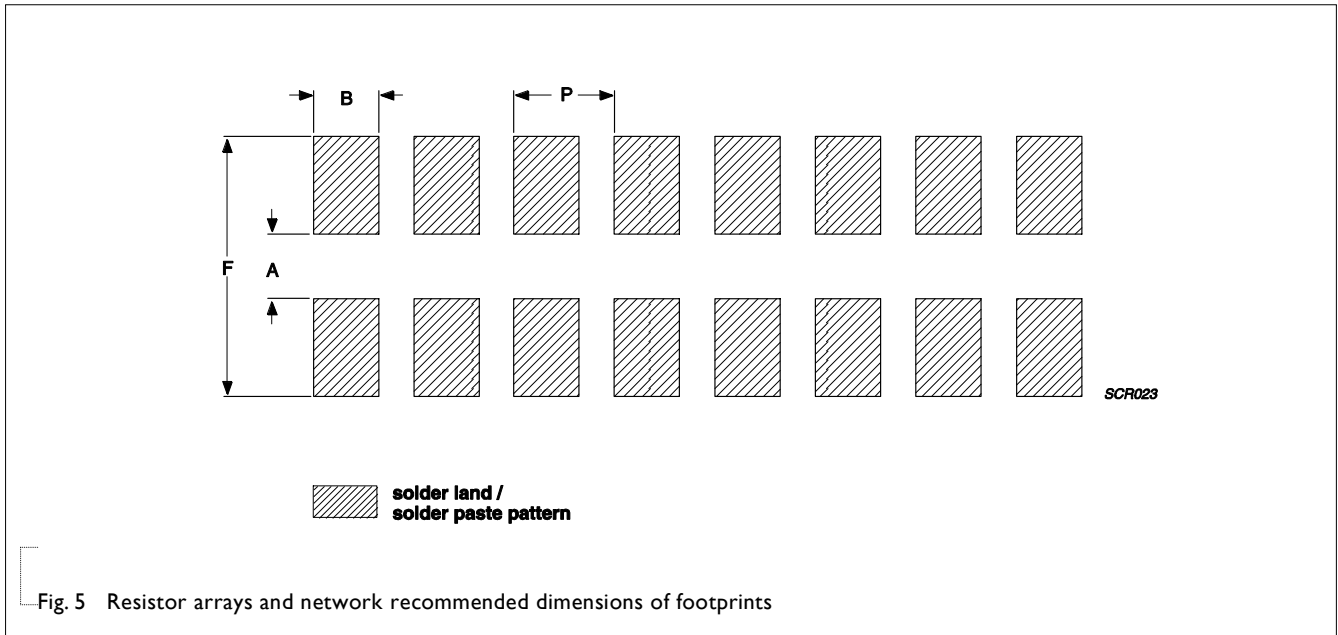 B
P
F
A
SCR023
solder land /
solder paste pattern
Fig. 5 Resistor arrays and network recommended dimensions of footprints